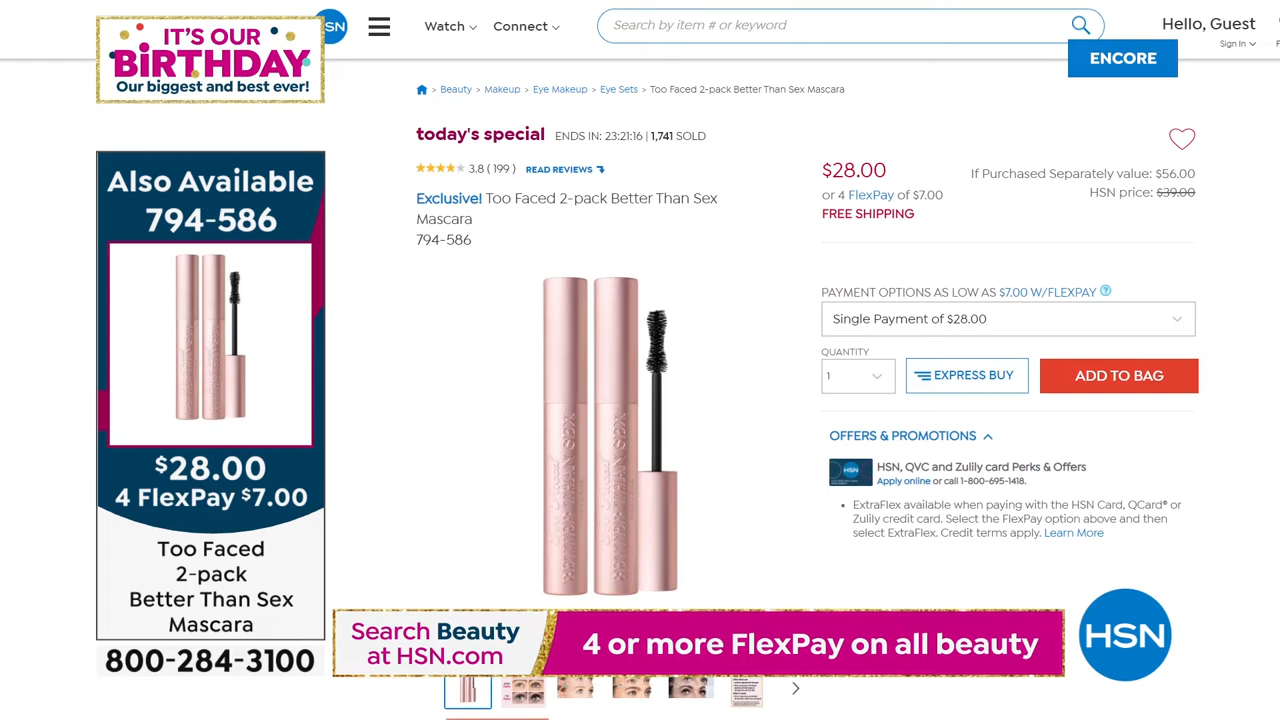 IT'S OUR
BiRTHDAY
Our biggest and best ever!
Watch
Connect
Search by item # or keyword
Hello, Guest
Sign In
ENCORE
Beauty > Makeup > Eye Makeup > Eye Sets > Too Faced 2-pack Better Than Sex Mascara
today's special ENDS IN: 23:21:16 | 1,741 SOLD
3.8 ( 199 ) READ REVIEWS
Exclusive! Too Faced 2-pack Better Than Sex
Mascara
794-586
$28.00
or 4 FlexPay of $7.00
FREE SHIPPING
If Purchased Separately value: $56.00
HSN price: $39.00
PAYMENT OPTIONS AS LOW AS $7.00 W/FLEXPAY ?
Single Payment of $28.00
QUANTITY
1
EXPRESS BUY
ADD TO BAG
OFFERS & PROMOTIONS
HSN
HSN, QVC and Zulily card Perks & Offers
Apply online or call 1-800-695-1418.
ExtraFlex available when paying with the HSN Card, QCard® or
Zulily credit card. Select the FlexPay option above and then
select ExtraFlex. Credit terms apply. Learn More
Also Available
794-586
$28.00
4 FlexPay $7.00
Too Faced
2-pack
Better Than Sex
Mascara
800-284-3100
BETTER THAN SEX
BETTER THAN SEX
Search Beauty
at HSN.com
4 or more FlexPay on all beauty
HSN